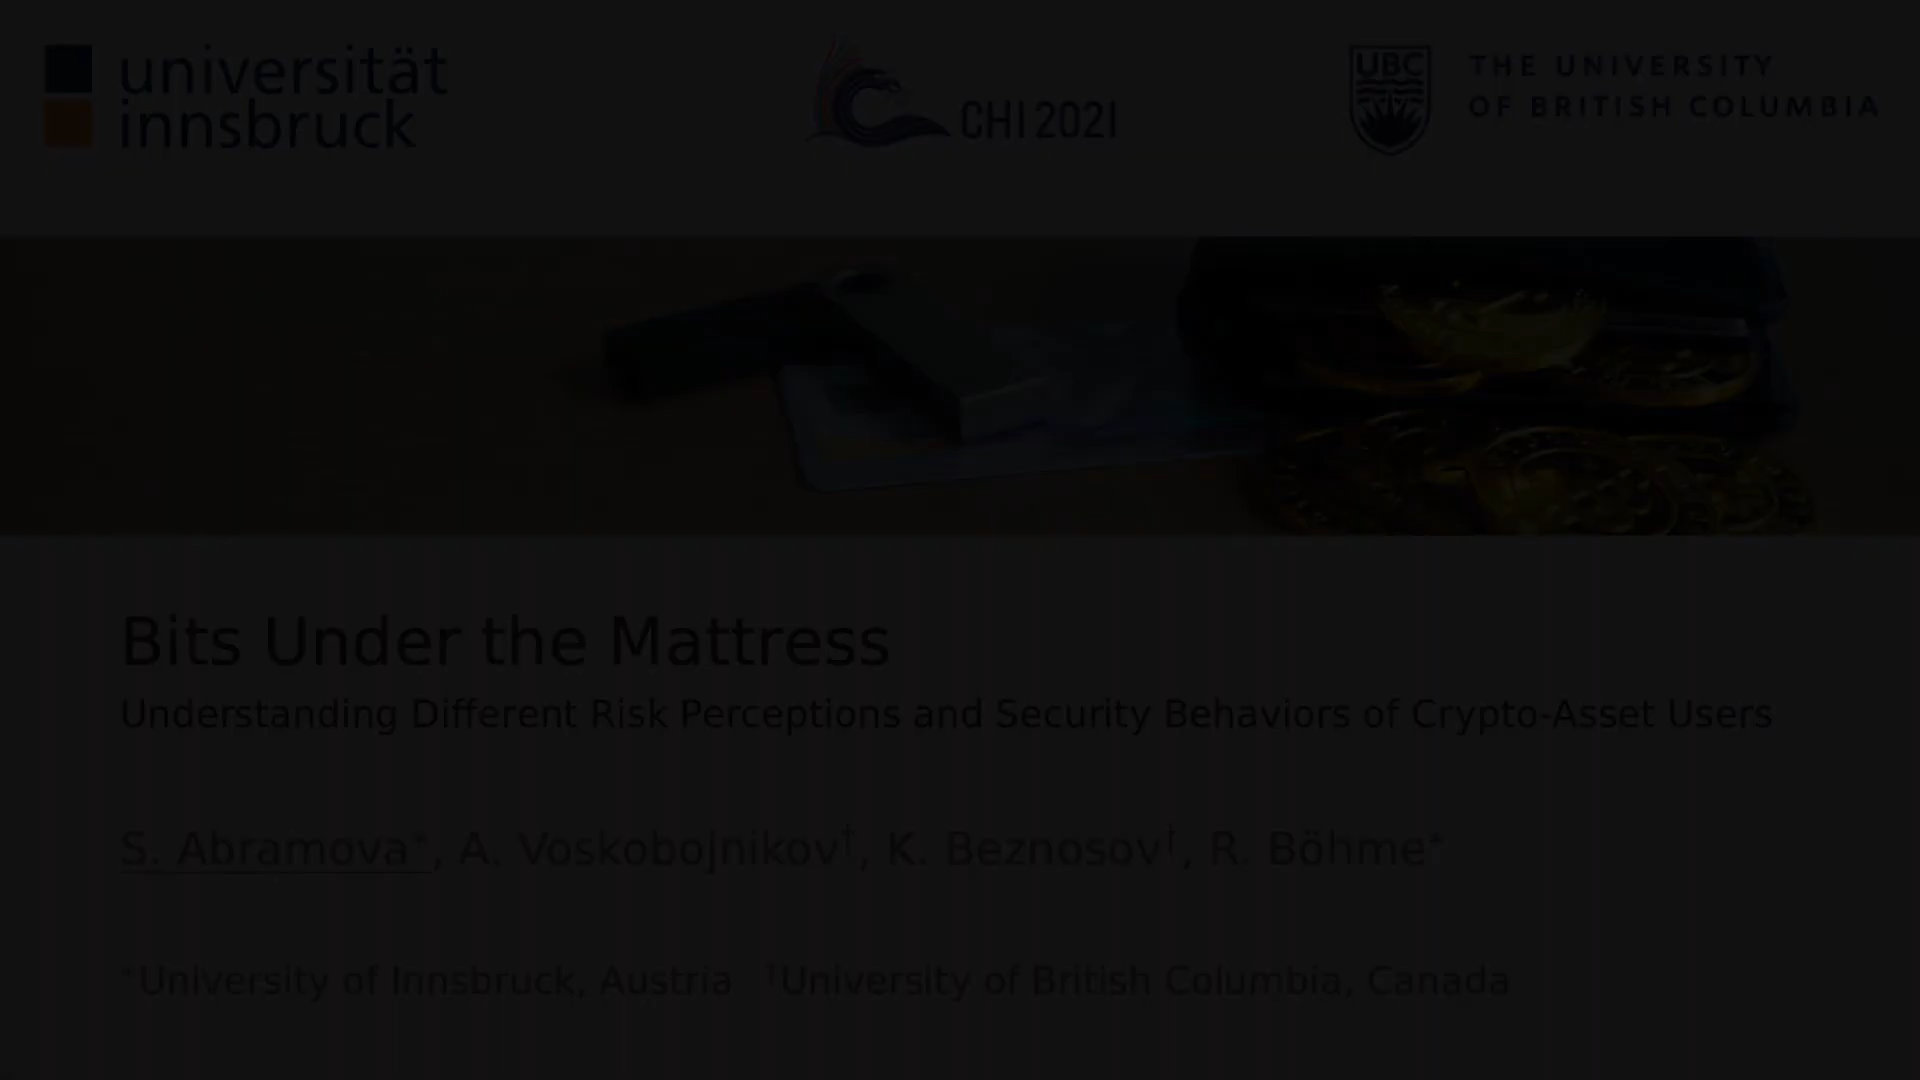 universität
innsbruck
CHI 2021
UBC
THE UNIVERSITY
OF BRITISH COLUMBIA
Bits Under the Mattress
Understanding Different Risk Perceptions and Security Behaviors of Crypto-Asset Users
S. Abramova*, A. Voskobojnikov†, K. Beznosov†, R. Böhme*
*University of Innsbruck, Austria †University of British Columbia, Canada